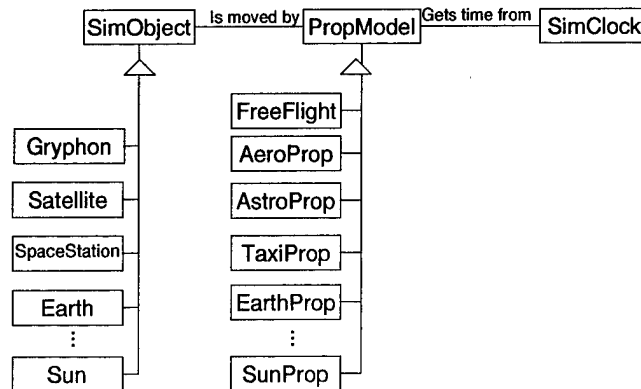 SimObject
Is moved by
PropModel
Gets time from
SimClock
Gryphon
Satellite
SpaceStation
Earth
Sun
FreeFlight
AeroProp
AstroProp
TaxiProp
EarthProp
SunProp